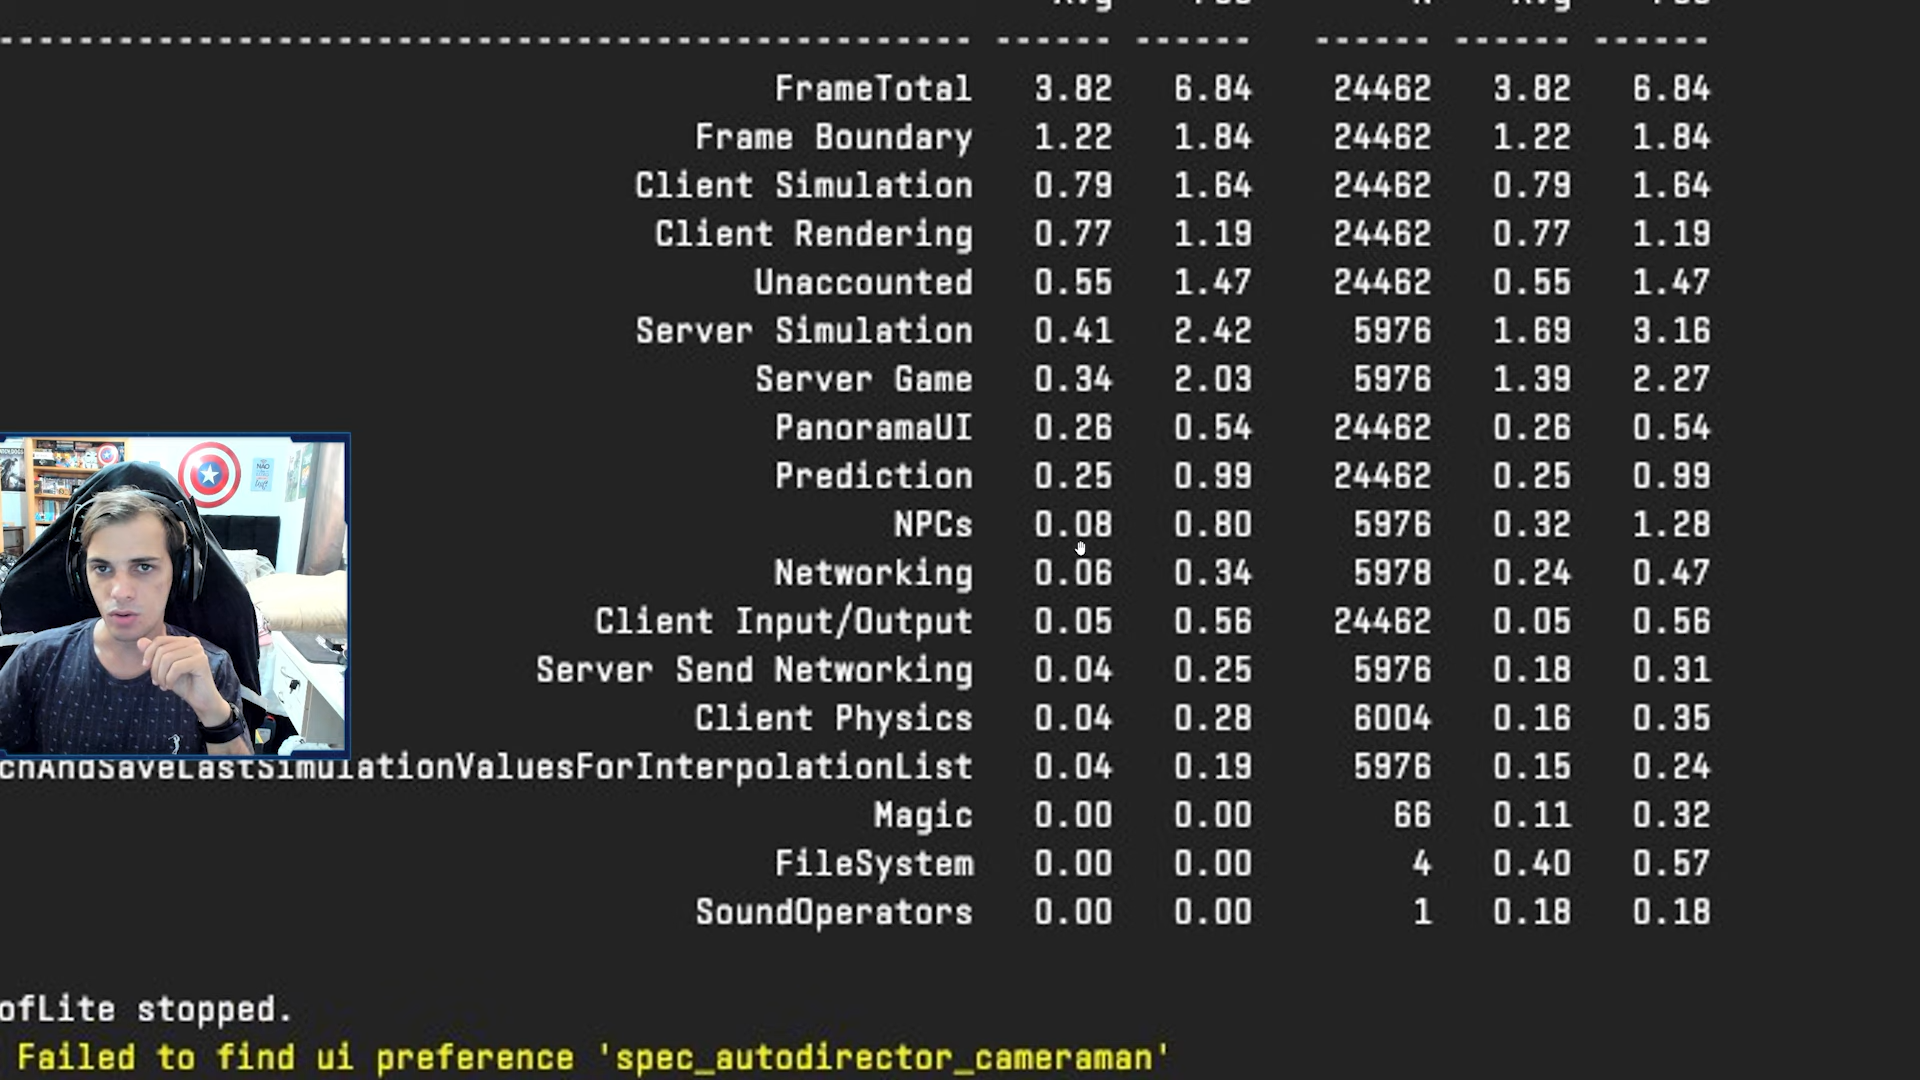 FrameTotal 3.82 6.84 24462 3.82 6.84
Frame Boundary 1.22 1.84 24462 1.22 1.84
Client Simulation 0.79 1.64 24462 0.79 1.64
Client Rendering 0.77 1.19 24462 0.77 1.19
Unaccounted 0.55 1.47 24462 0.55 1.47
Server Simulation 0.41 2.42 5976 1.69 3.16
Server Game 0.34 2.03 5976 1.39 2.27
PanoramaUI 0.26 0.54 24462 0.26 0.54
Prediction 0.25 0.99 24462 0.25 0.99
NPCs 0.08 0.80 5976 0.32 1.28
Networking 0.06 0.34 5978 0.24 0.47
Client Input/Output 0.05 0.56 24462 0.05 0.56
Server Send Networking 0.04 0.25 5976 0.18 0.31
Client Physics 0.04 0.28 6004 0.16 0.35
chAndSaveLastSimulationValuesForInterpolationList 0.04 0.19 5976 0.15 0.24
Magic 0.00 0.00 66 0.11 0.32
FileSystem 0.00 0.00 4 0.40 0.57
SoundOperators 0.00 0.00 1 0.18 0.18
ofLite stopped.
Failed to find ui preference 'spec_autodirector_cameraman'